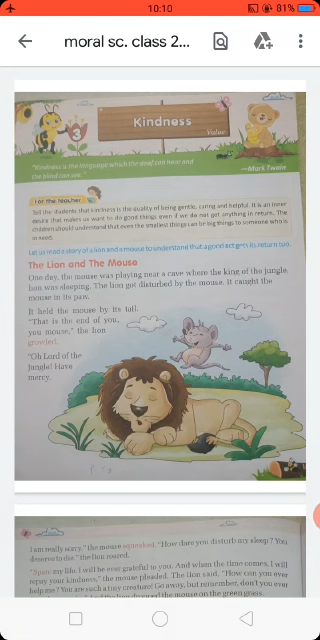 10:10
81%
moral sc. class 2...
3
Kindness
Value
"Kindness is the language which the deaf can hear and
the blind can see."
—Mark Twain
For the Teacher
Tell the students that kindness is the quality of being gentle, caring and helpful. It is an inner
desire that makes us want to do good things even if we do not get anything in return. The
children should understand that even the smallest things can be big things to someone who is
in need.
Let us read a story of a lion and a mouse to understand that a good act gets its return too.
The Lion and The Mouse
One day, the mouse was playing near a cave where the king of the jungle,
lion was sleeping. The lion got disturbed by the mouse. It caught the
mouse in its paw.
It held the mouse by its tail.
"That is the end of you,
you mouse," the lion
growled.
"Oh Lord of the
Jungle! Have
mercy.
I am really sorry," the mouse squeaked. "How dare you disturb my sleep? You
deserve to die," the lion roared.
"Spare my life. I will be ever grateful to you. And when the time comes, I will
repay your kindness," the mouse pleaded. The lion said, "How can you ever
help me? You are such a tiny creature! Go away, but remember, don't you ever
the mouse on the green grass.